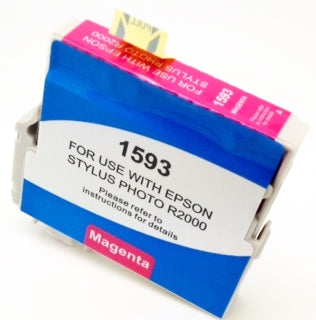 FOR USE WITH EPSON
STYLUS PHOTO R2000
1593
MAGENTA
1593
FOR USE WITH EPSON
STYLUS PHOTO R2000
Please refer to
instructions for details
Magenta